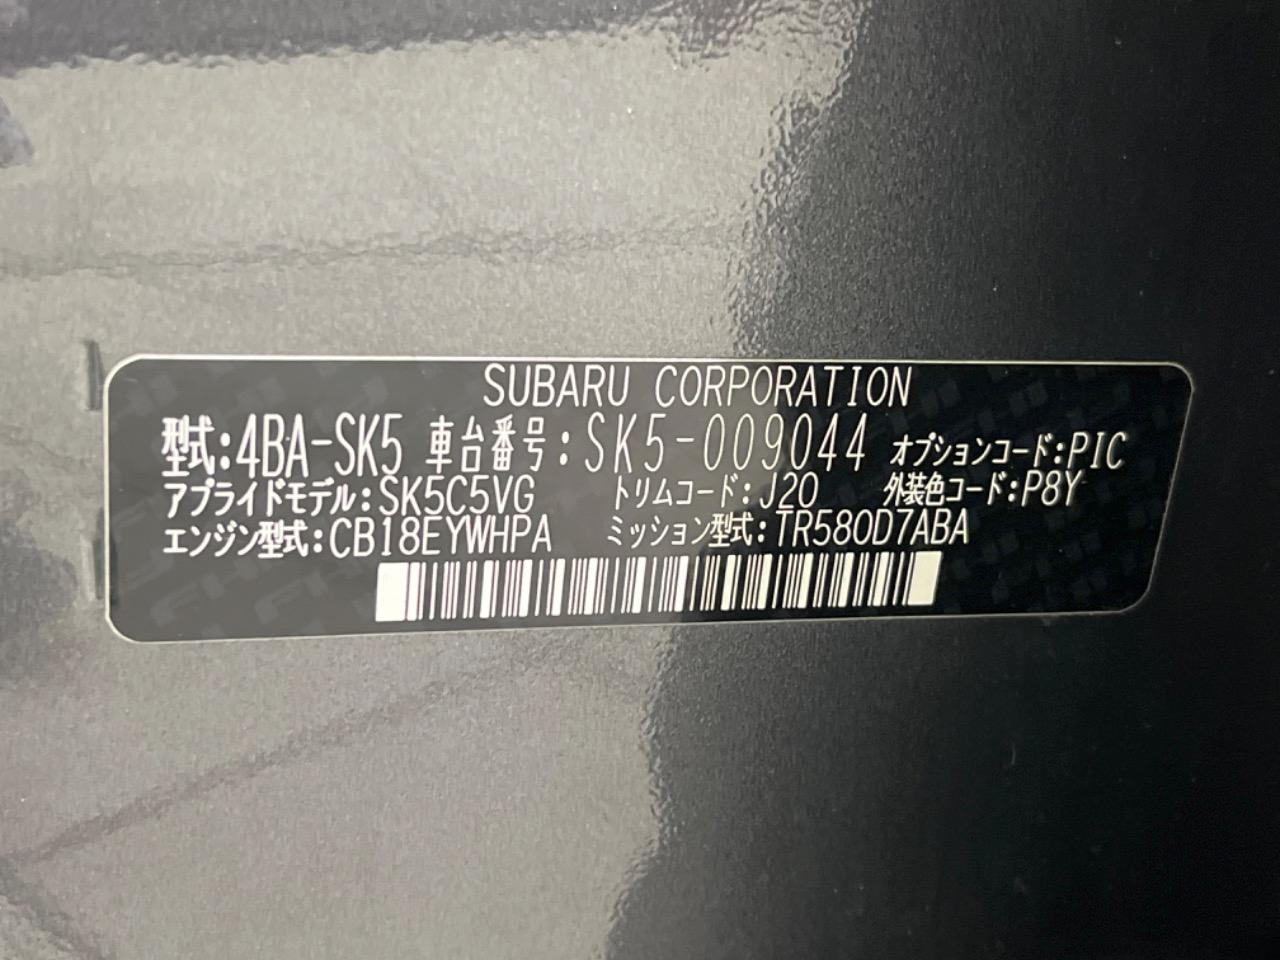 SUBARU CORPORATION
型式:4BA-SK5 車台番号:SK5-009044 オプションコード:PIC
アプライドモデル:SK5C5VG トリムコード:J20 外装色コード:P8Y
エンジン型式:CB18EYWHPA ミッション型式:TR580D7ABA